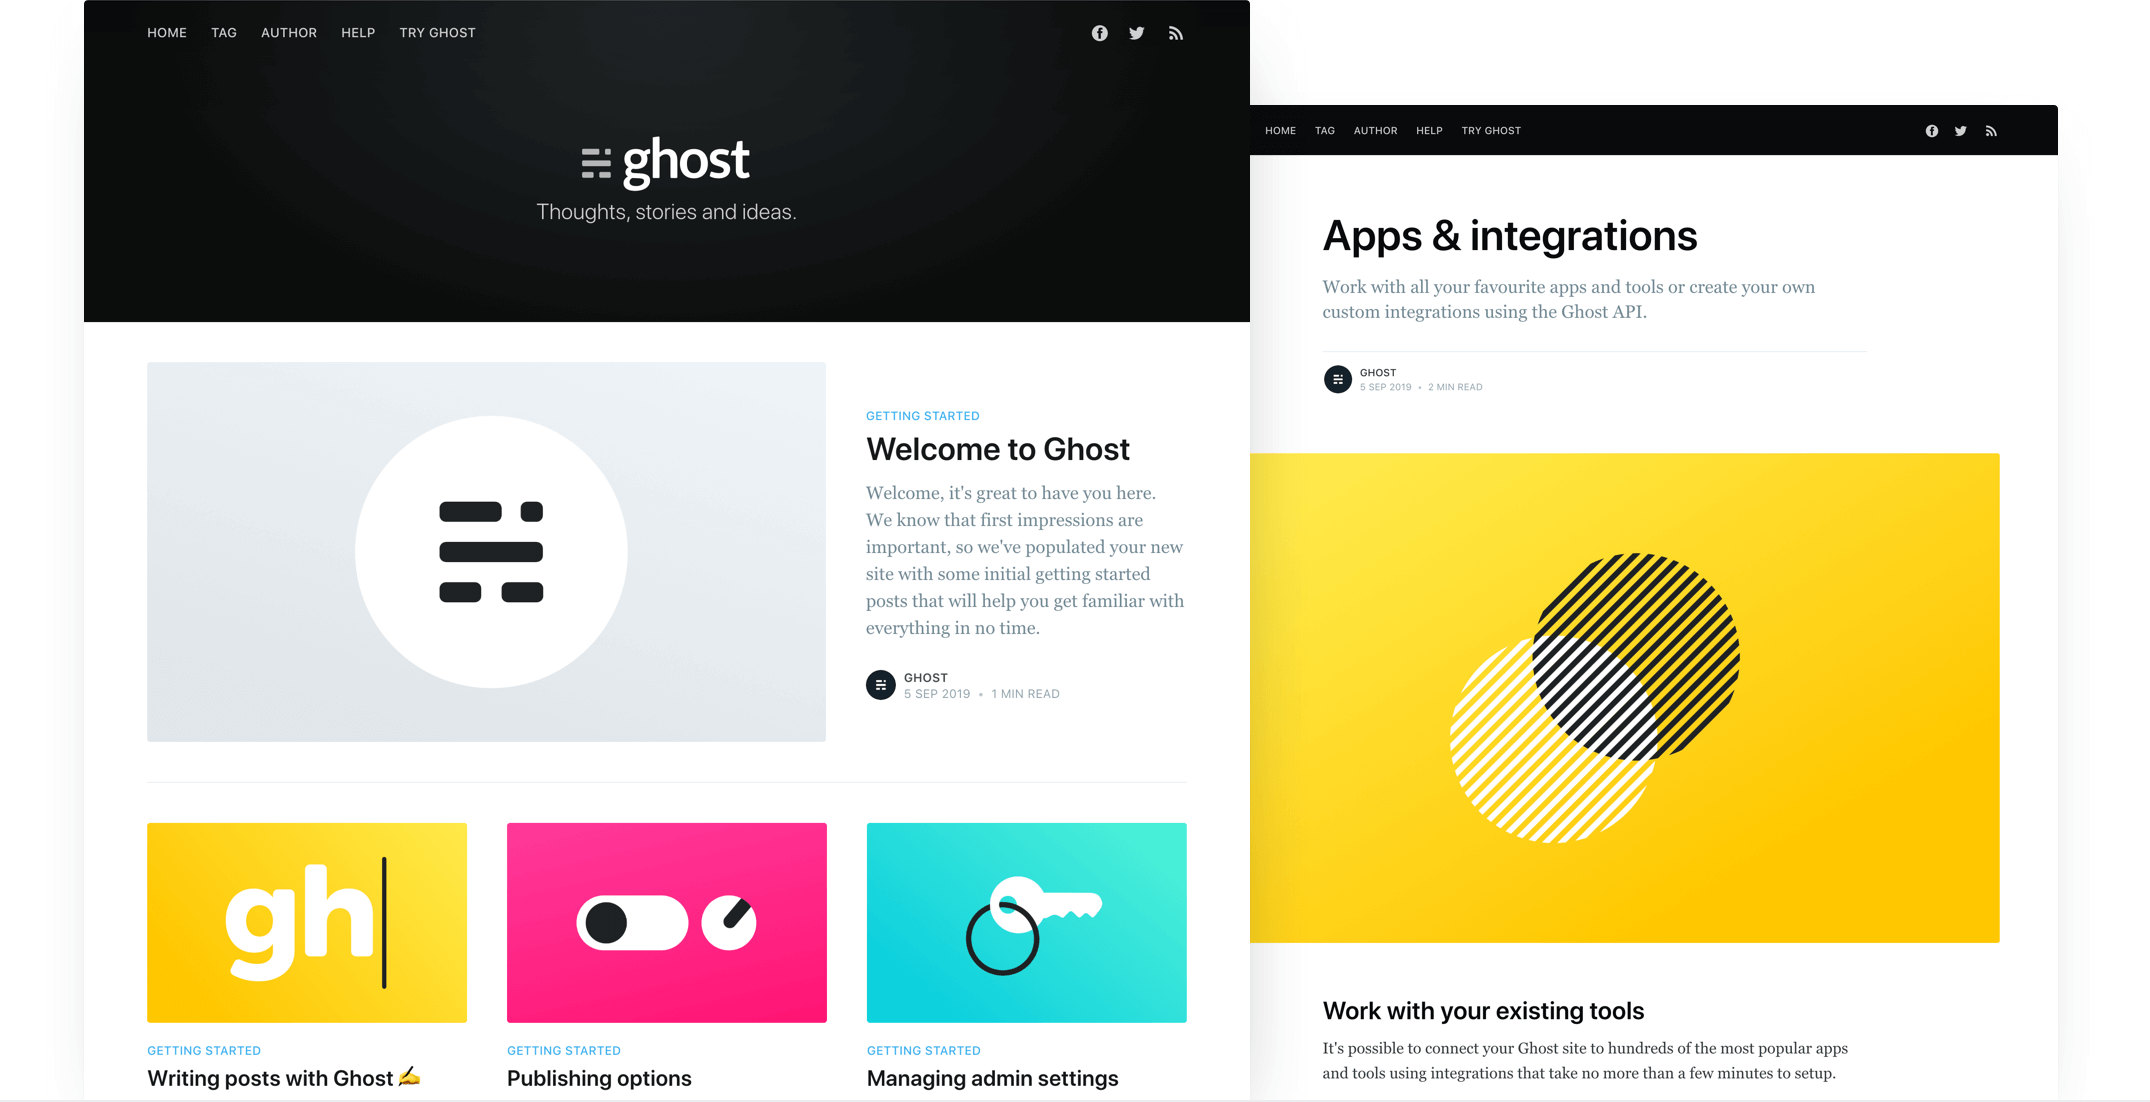 HOME TAG AUTHOR HELP TRY GHOST
ghost
Thoughts, stories and ideas.
GETTING STARTED
Welcome to Ghost
Welcome, it's great to have you here.
We know that first impressions are
important, so we've populated your new
site with some initial getting started
posts that will help you get familiar with
everything in no time.
GHOST
5 SEP 2019 • 1 MIN READ
gh
GETTING STARTED
Writing posts with Ghost ✍️
GETTING STARTED
Publishing options
GETTING STARTED
Managing admin settings
HOME TAG AUTHOR HELP TRY GHOST
Apps & integrations
Work with all your favourite apps and tools or create your own
custom integrations using the Ghost API.
GHOST
5 SEP 2019 • 2 MIN READ
Work with your existing tools
It's possible to connect your Ghost site to hundreds of the most popular apps
and tools using integrations that take no more than a few minutes to setup.